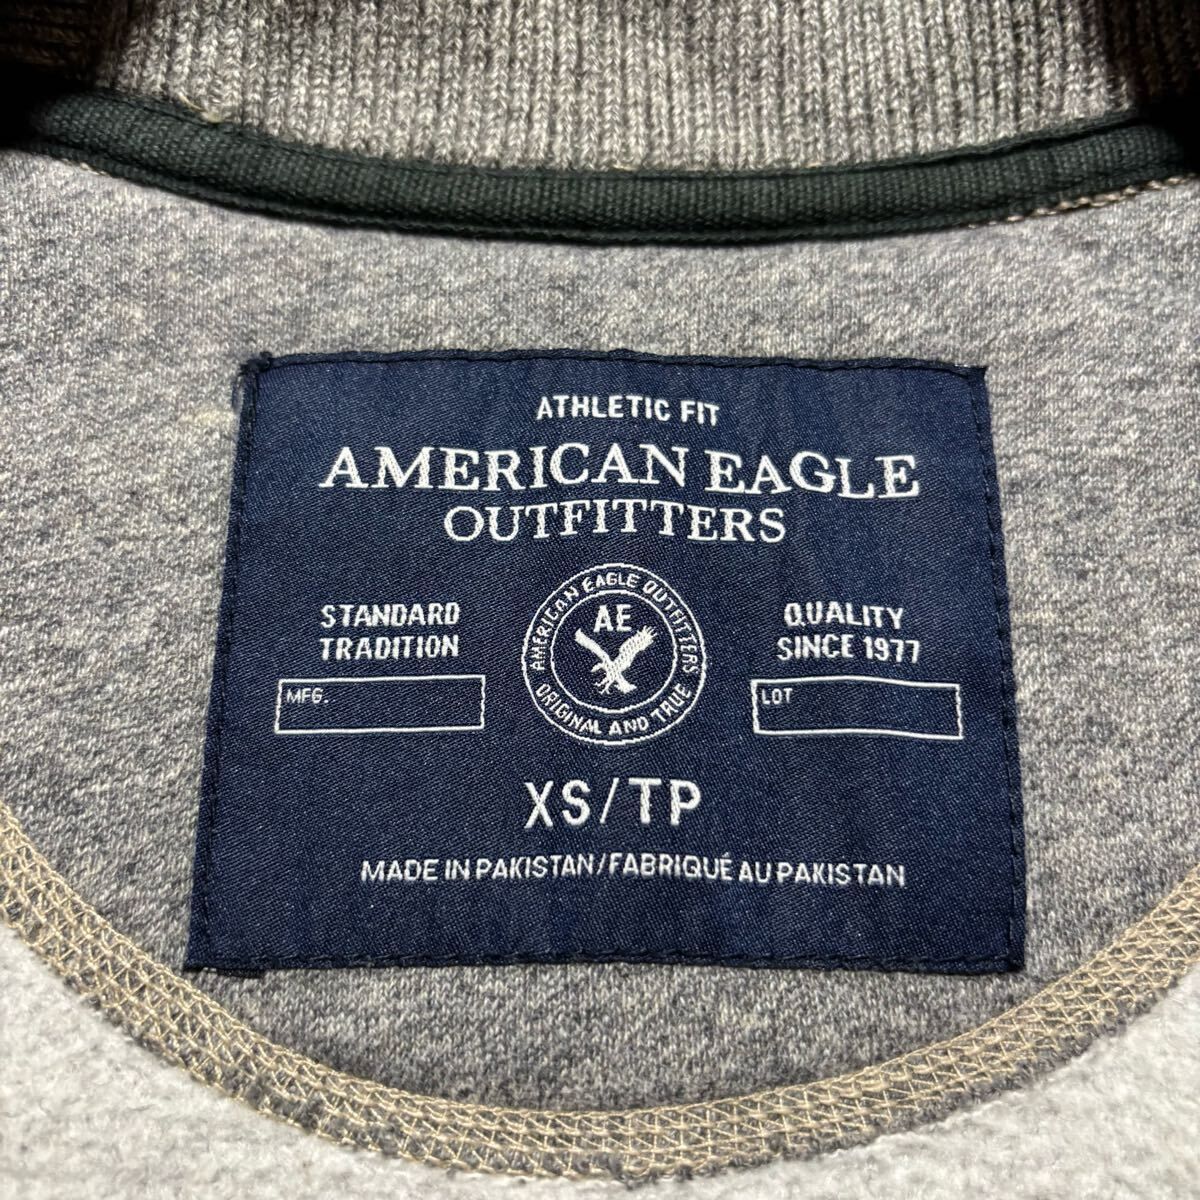 ATHLETIC FIT
AMERICAN EAGLE
OUTFITTERS
STANDARD
TRADITION
MFG.
AMERICAN EAGLE OUTFITTERS
AE
ORIGINAL AND TRUE
QUALITY
SINCE 1977
LOT
XS/TP
MADE IN PAKISTAN/FABRIQUÉ AU PAKISTAN